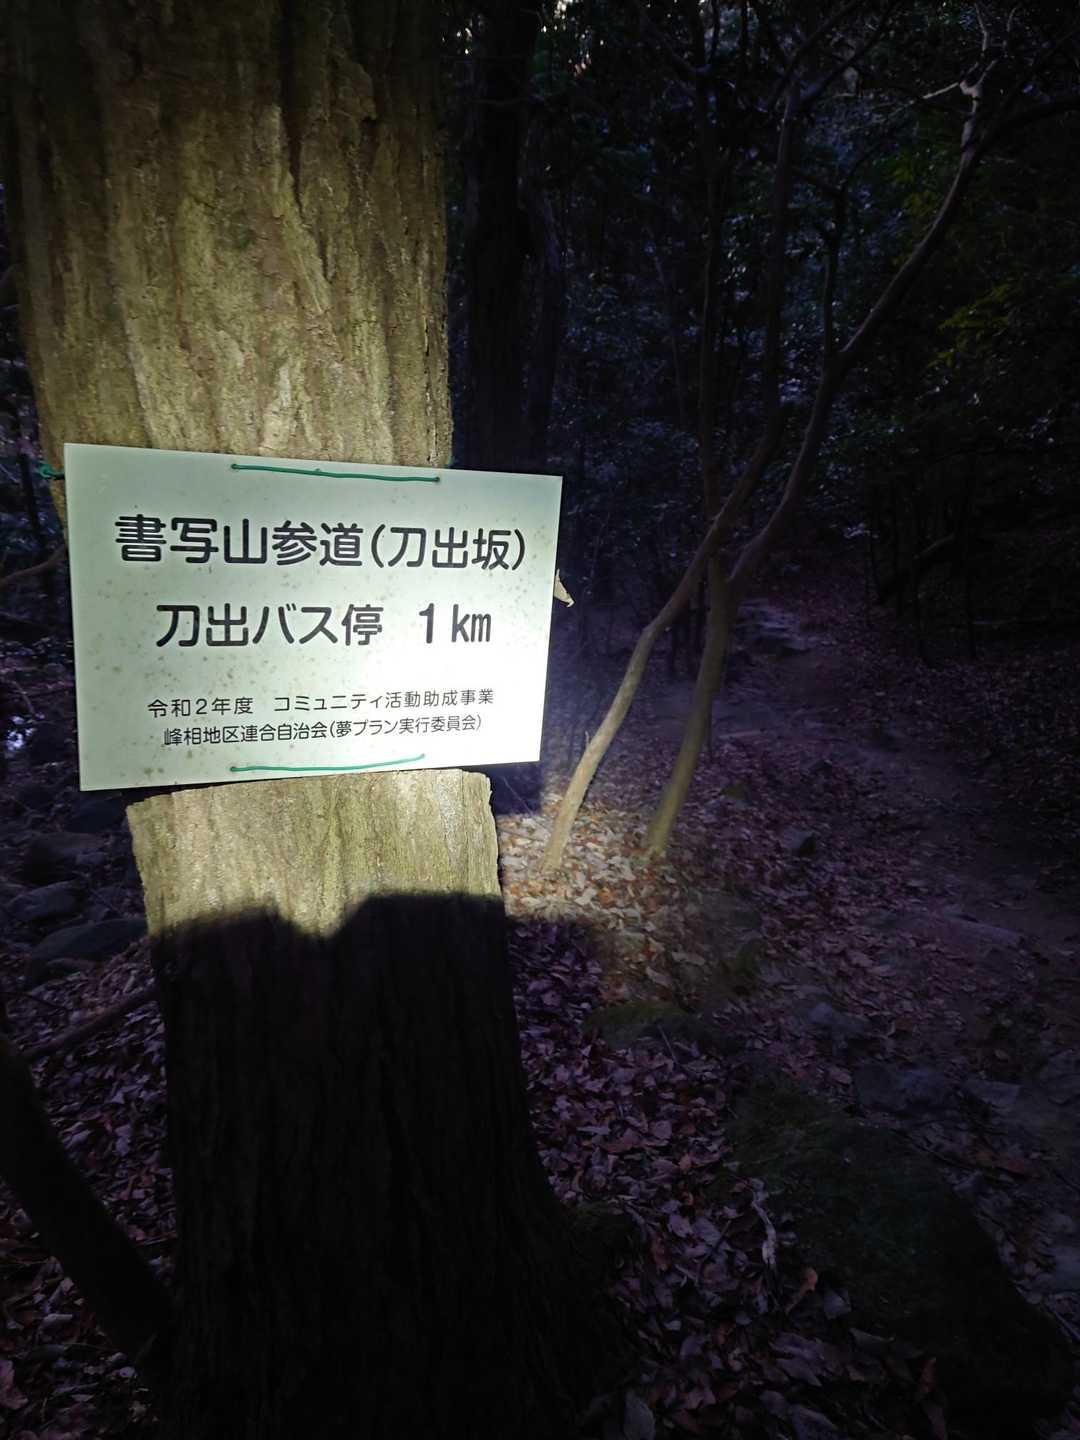 書写山参道(刀出坂)
刀出バス停 1km
令和2年度 コミュニティ活動助成事業
峰相地区連合自治会(夢プラン実行委員会)